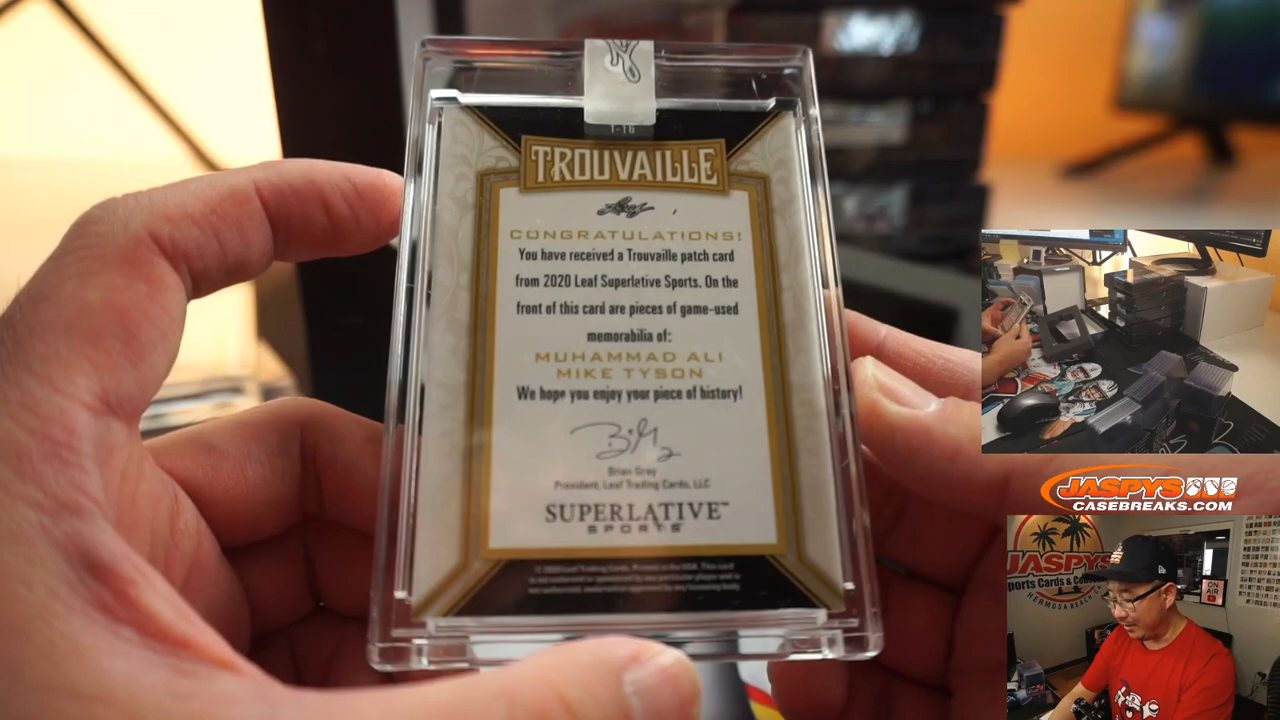 T-16
TROUVAILLE
Leaf
CONGRATULATIONS!
You have received a Trouvaille patch card
from 2020 Leaf Superlative Sports. On the
front of this card are pieces of game-used
memorabilia of:
MUHAMMAD ALI
MIKE TYSON
We hope you enjoy your piece of history!
Brian Gray
President, Leaf Trading Cards, LLC
SUPERLATIVE™
SPORTS
JASPYS
CASEBREAKS.COM
JASPYS
Sports Cards &
HERMOSA BEACH
ON
AIR